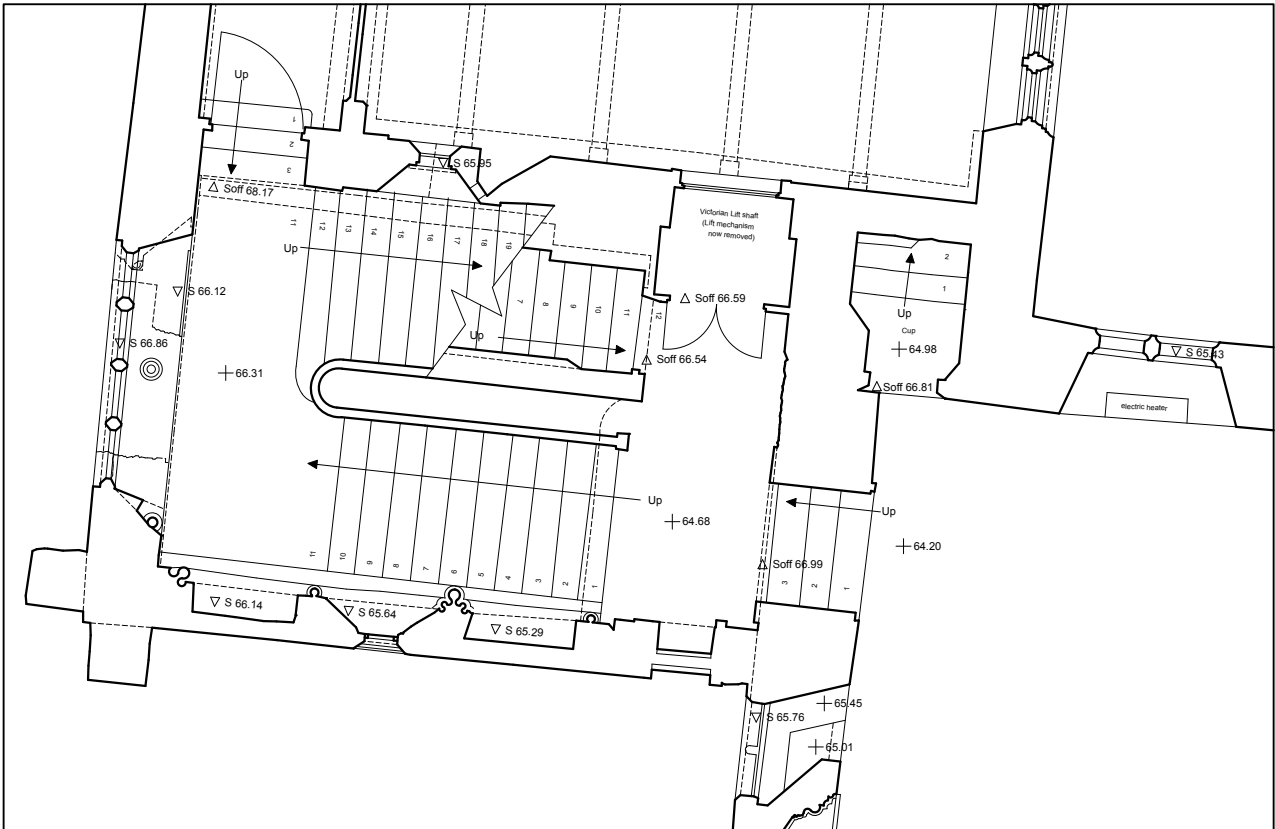 Up
1
2
3
S 65.95
Soff 68.17
11
12
13
14
15
16
17
18
19
Up
Victorian Lift shaft
(Lift mechanism
now removed)
2
1
Up
Cup
64.98
S 66.12
Soff 66.59
7
8
9
10
11
12
Up
S 66.86
Soff 66.54
S 65.43
66.31
Soff 66.81
electric heater
Up
64.68
Up
64.20
11
10
9
8
7
6
5
4
3
2
1
Soff 66.99
3
2
1
S 66.14
S 65.64
S 65.29
65.45
S 65.76
65.01